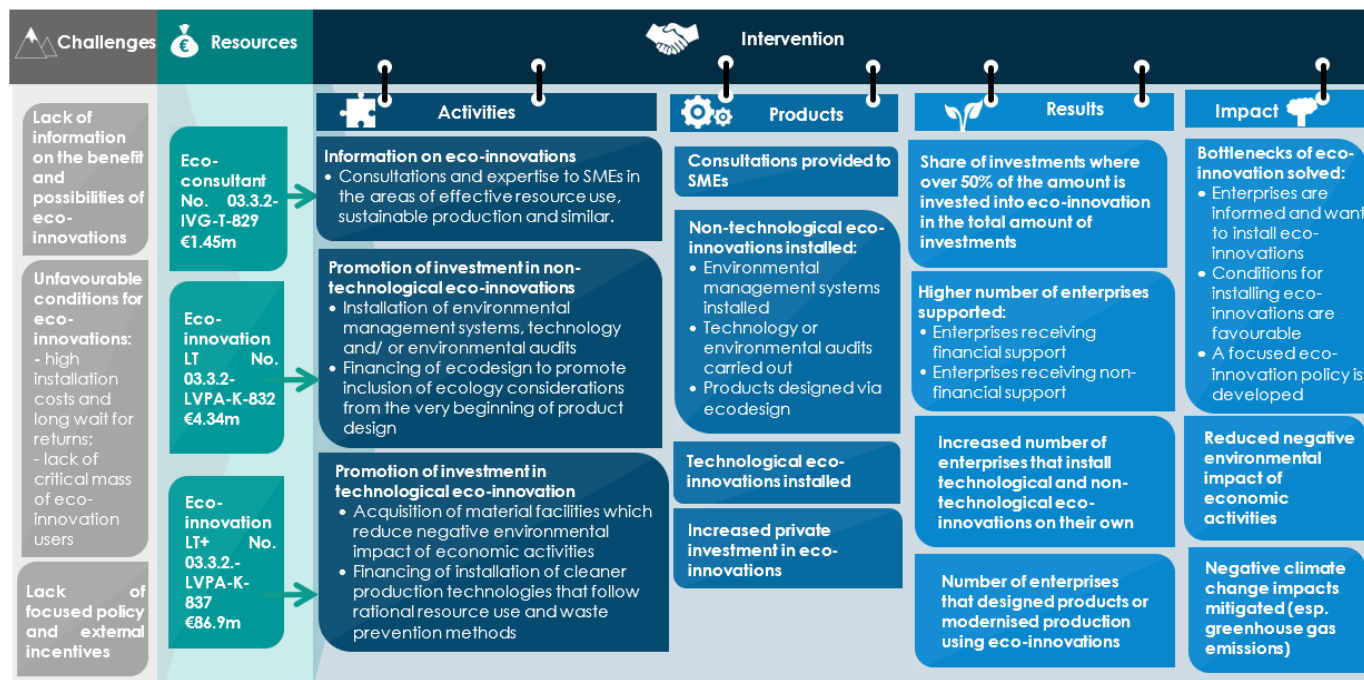 Challenges
Resources
Intervention
Activities
Products
Results
Impact
Lack of
information
on the benefit
and
possibilities of
eco-
innovations
Unfavourable
conditions for
eco-
innovations:
- high
installation
costs and
long wait for
returns;
- lack of
critical mass
of eco-
innovation
users
Lack of
focused policy
and external
incentives
Eco-
consultant
No. 03.3.2-
IVG-T-829
€1.45m
Eco-
innovation
LT No.
03.3.2-
LVPA-K-832
€4.34m
Eco-
innovation
LT+ No.
03.3.2.-
LVPA-K-
837
€86.9m
Information on eco-innovations
• Consultations and expertise to SMEs in
the areas of effective resource use,
sustainable production and similar.
Promotion of investment in non-
technological eco-innovations
• Installation of environmental
management systems, technology
and/ or environmental audits
• Financing of ecodesign to promote
inclusion of ecology considerations
from the very beginning of product
design
Promotion of investment in
technological eco-innovation
• Acquisition of material facilities which
reduce negative environmental
impact of economic activities
• Financing of installation of cleaner
production technologies that follow
rational resource use and waste
prevention methods
Consultations provided to
SMEs
Non-technological eco-
innovations installed:
• Environmental
management systems
installed
• Technology or
environmental audits
carried out
• Products designed via
ecodesign
Technological eco-
innovations installed
Increased private
investment in eco-
innovations
Share of investments where
over 50% of the amount is
invested into eco-innovation
in the total amount of
investments
Higher number of enterprises
supported:
• Enterprises receiving
financial support
• Enterprises receiving non-
financial support
Increased number of
enterprises that install
technological and non-
technological eco-
innovations on their own
Number of enterprises
that designed products or
modernised production
using eco-innovations
Bottlenecks of eco-
innovation solved:
• Enterprises are
informed and want
to install eco-
innovations
• Conditions for
installing eco-
innovations are
favourable
• A focused eco-
innovation policy is
developed
Reduced negative
environmental
impact of
economic
activities
Negative climate
change impacts
mitigated (esp.
greenhouse gas
emissions)